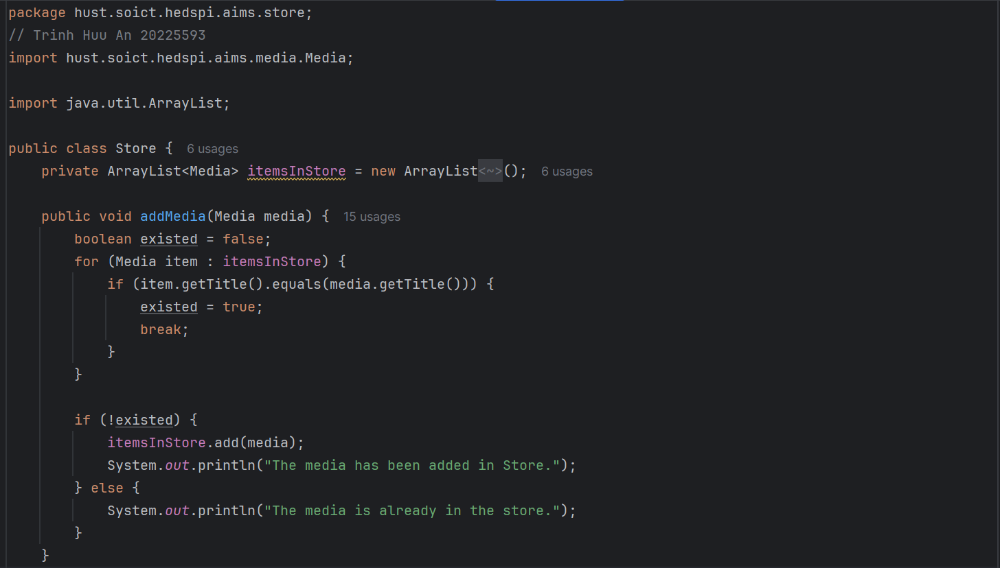 package hust.soict.hedspi.aims.store;
// Trinh Huu An 20225593
import hust.soict.hedspi.aims.media.Media;
import java.util.ArrayList;
public class Store { 6 usages
private ArrayList<Media> itemsInStore = new ArrayList<~>(); 6 usages
public void addMedia(Media media) { 15 usages
boolean existed = false;
for (Media item : itemsInStore) {
if (item.getTitle().equals(media.getTitle())) {
existed = true;
break;
}
}
if (!existed) {
itemsInStore.add(media);
System.out.println("The media has been added in Store.");
} else {
System.out.println("The media is already in the store.");
}
}